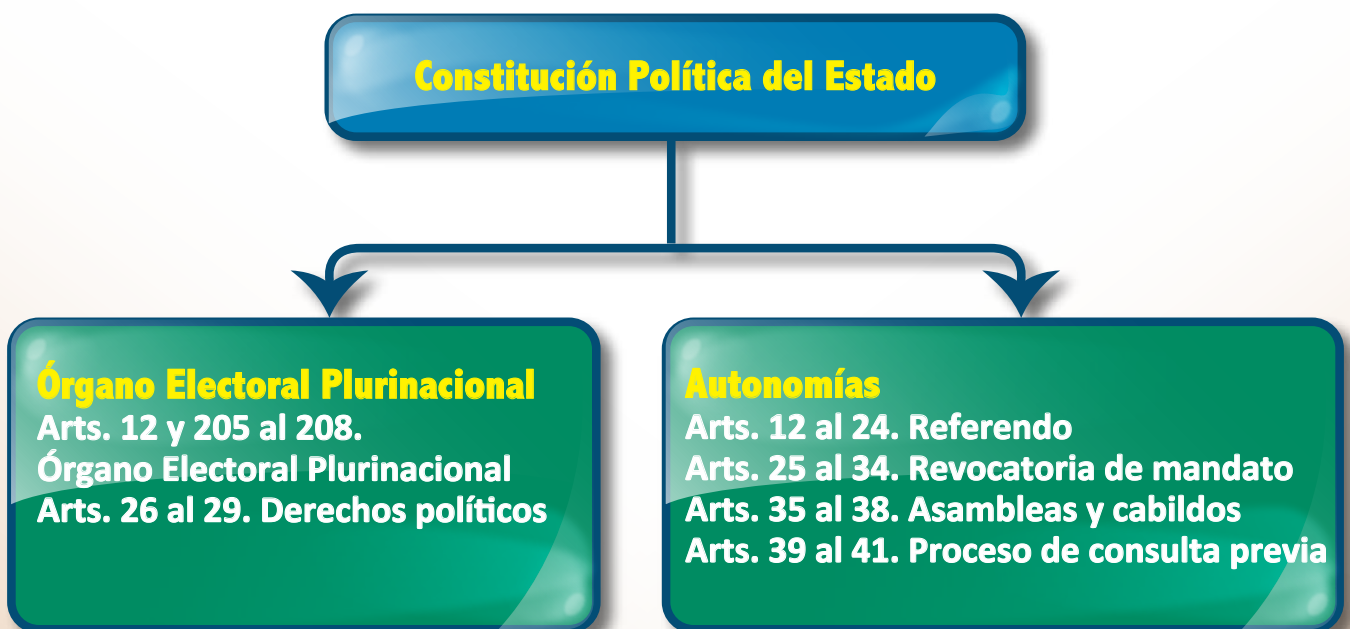 Constitución Política del Estado
Órgano Electoral Plurinacional
Arts. 12 y 205 al 208.
Órgano Electoral Plurinacional
Arts. 26 al 29. Derechos políticos
Autonomías
Arts. 12 al 24. Referendo
Arts. 25 al 34. Revocatoria de mandato
Arts. 35 al 38. Asambleas y cabildos
Arts. 39 al 41. Proceso de consulta previa